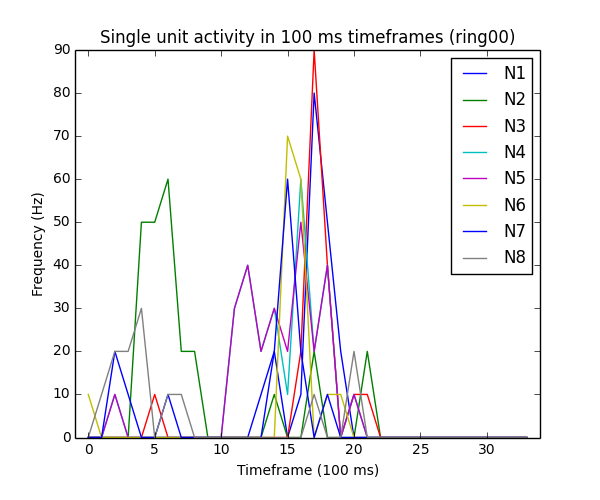 Single unit activity in 100 ms timeframes (ring00)
90
80
70
60
50
40
30
20
10
0
Frequency (Hz)
N1
N2
N3
N4
N5
N6
N7
N8
0 5 10 15 20 25 30
Timeframe (100 ms)